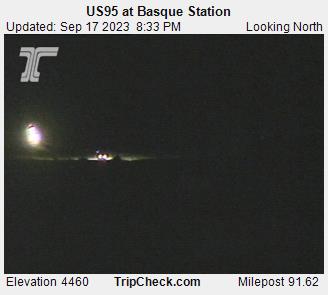 US95 at Basque Station
Updated: Sep 17 2023 8:33 PM Looking North
Elevation 4460 TripCheck.com Milepost 91.62